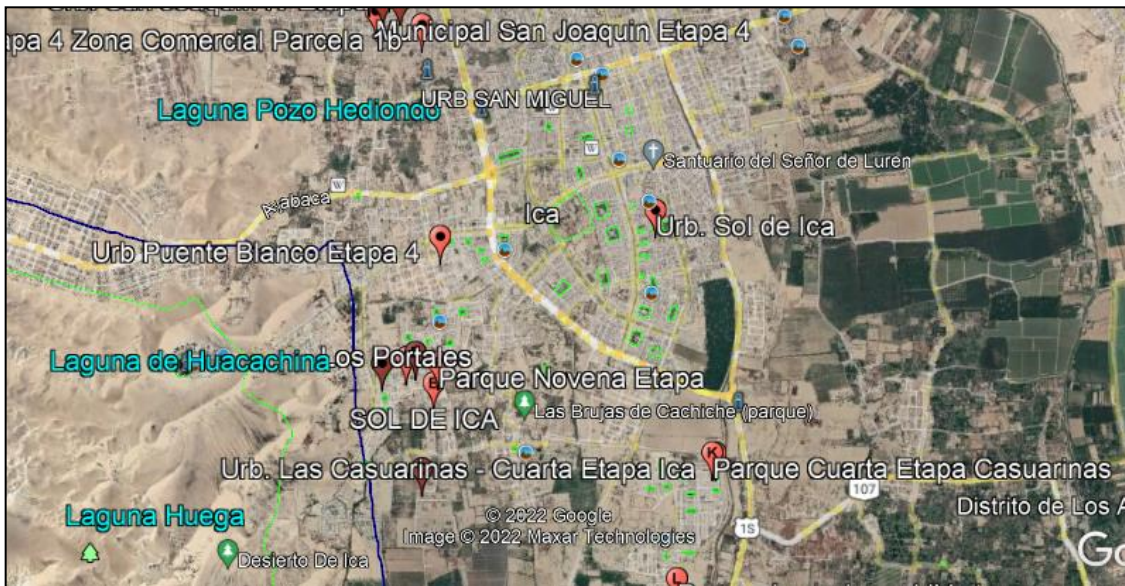 apa 4 Zona Comercial Parcela 1b
Municipal San Joaquin Etapa 4
Laguna Pozo Hediondo
URB SAN MIGUEL
W
W
Santuario del Señor de Luren
Ayabaca
Ica
Urb. Sol de Ica
Urb Puente Blanco Etapa 4
Laguna de Huacachina
Los Portales
E
Parque Novena Etapa
SOL DE ICA
Las Brujas de Cachiche (parque)
K
Urb. Las Casuarinas - Cuarta Etapa Ica
Parque Cuarta Etapa Casuarinas
107
Distrito de Los A
Laguna Huega
© 2022 Google
Image © 2022 Maxar Technologies
1S
Desierto De Ica
Go
L